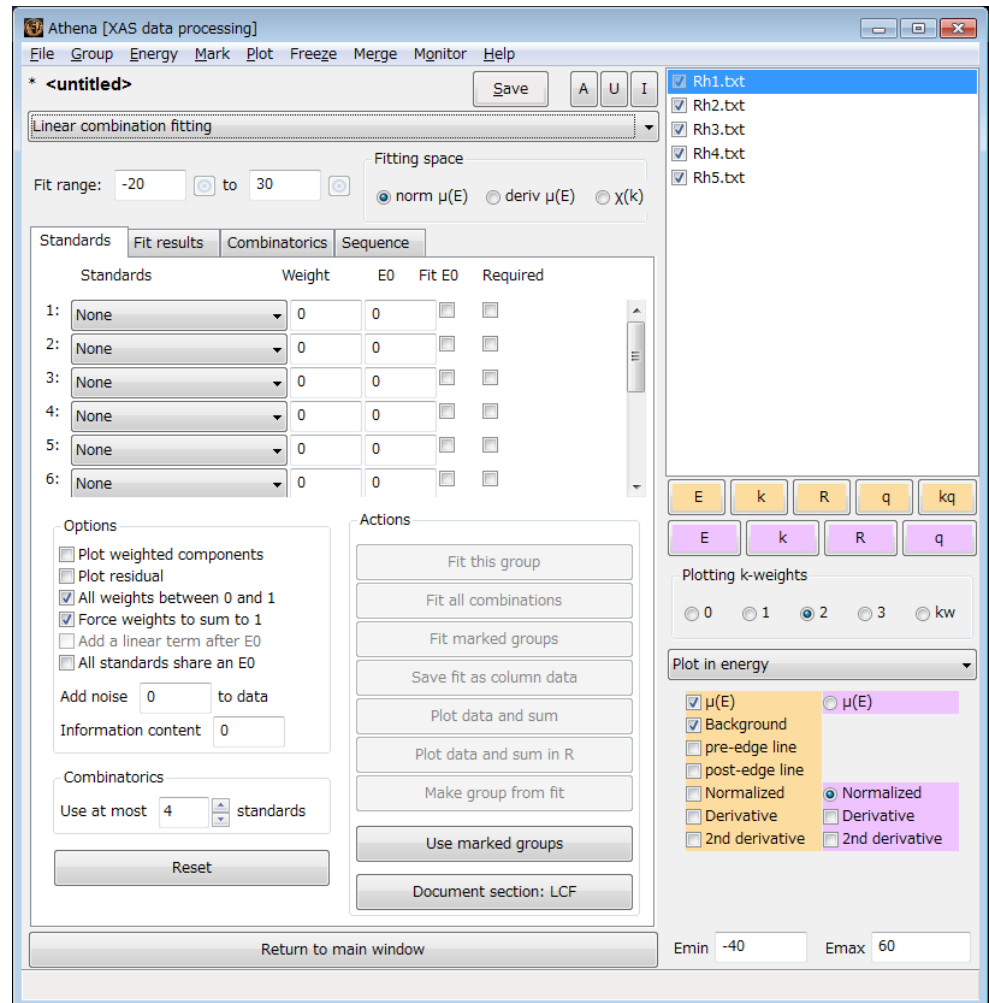 Athena [XAS data processing]
File Group Energy Mark Plot Freeze Merge Monitor Help
* <untitled>
Save A U I
Linear combination fitting
Fit range: -20 to 30
Fitting space
norm μ(E) deriv μ(E) χ(k)
Standards Fit results Combinatorics Sequence
Standards Weight E0 Fit E0 Required
1: None 0 0
2: None 0 0
3: None 0 0
4: None 0 0
5: None 0 0
6: None 0 0
Options
Plot weighted components
Plot residual
All weights between 0 and 1
Force weights to sum to 1
Add a linear term after E0
All standards share an E0
Add noise 0 to data
Information content 0
Combinatorics
Use at most 4 standards
Reset
Actions
Fit this group
Fit all combinations
Fit marked groups
Save fit as column data
Plot data and sum
Plot data and sum in R
Make group from fit
Use marked groups
Document section: LCF
Return to main window
Rh1.txt
Rh2.txt
Rh3.txt
Rh4.txt
Rh5.txt
E k R q kq
E k R q
Plotting k-weights
0 1 2 3 kw
Plot in energy
μ(E) μ(E)
Background
pre-edge line
post-edge line
Normalized Normalized
Derivative Derivative
2nd derivative 2nd derivative
Emin -40 Emax 60